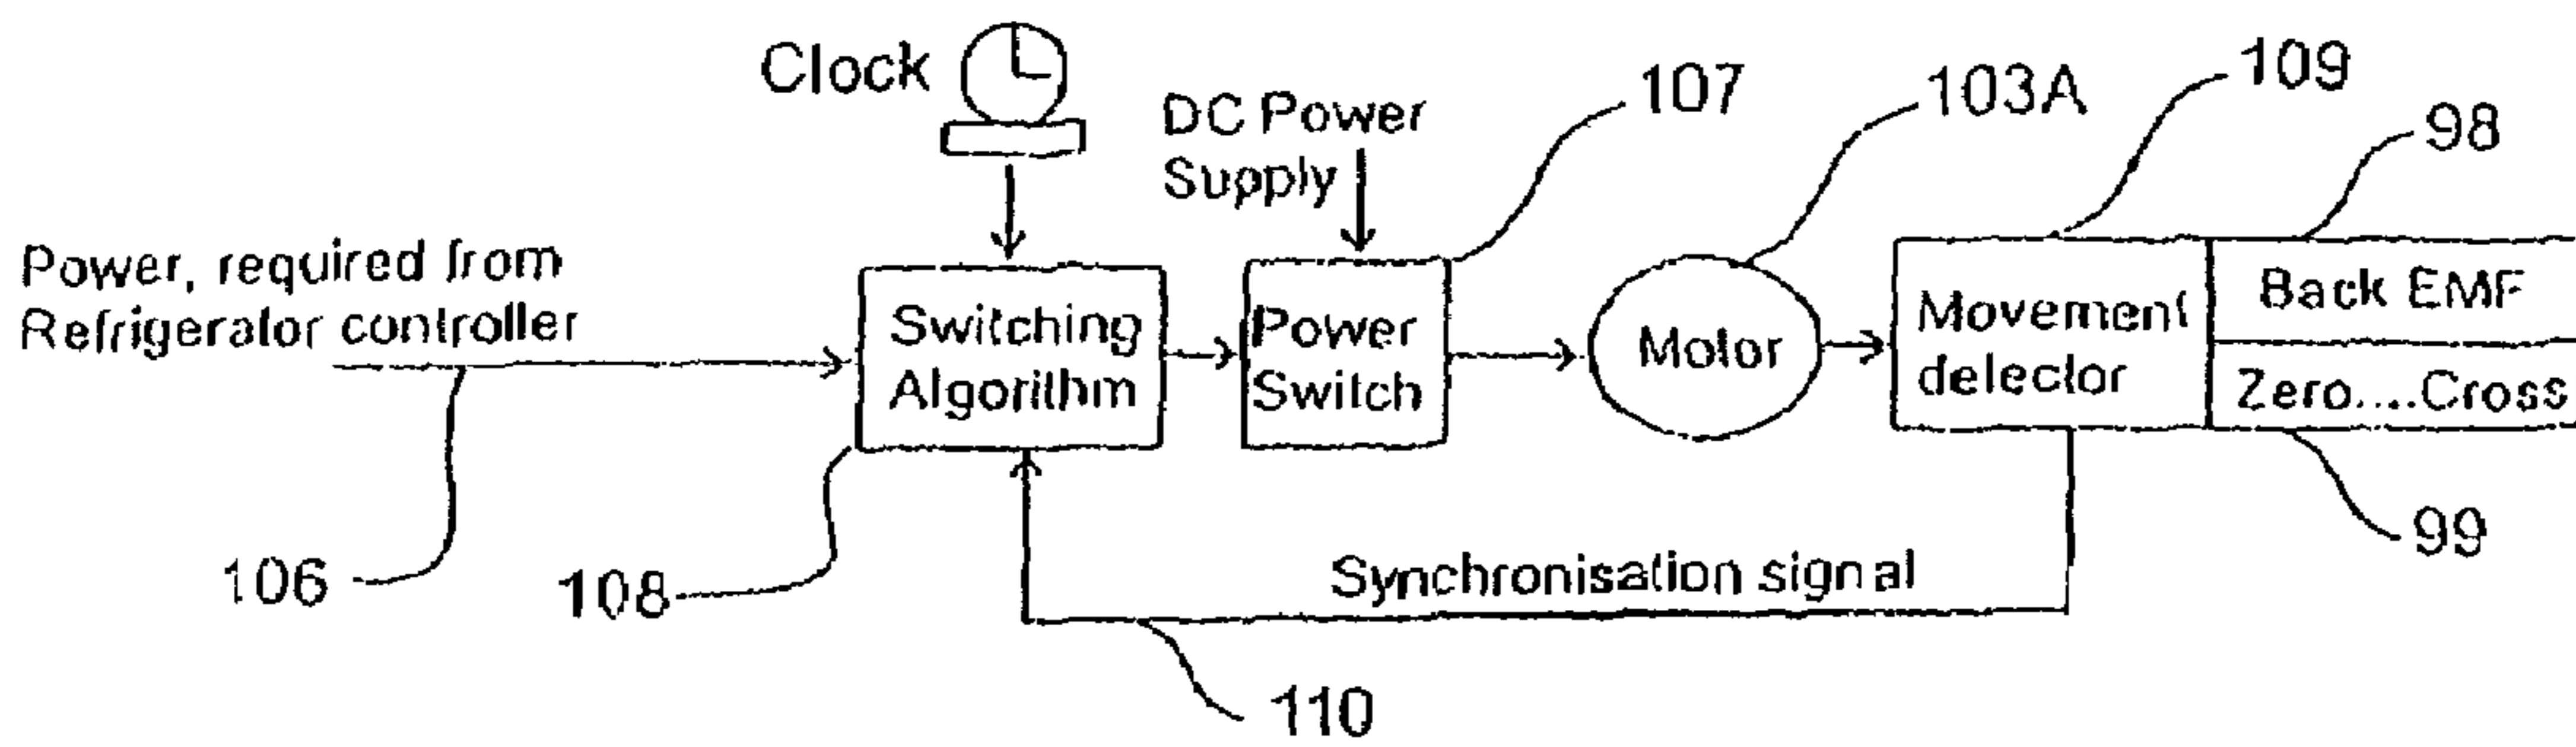 Clock
DC Power
Supply
107
103A
109
98
Power, required from
Refrigerator controller
Switching
Algorithm
Power
Switch
Motor
Movement
detector
Back EMF
Zero....Cross
106
108
Synchronisation signal
99
110